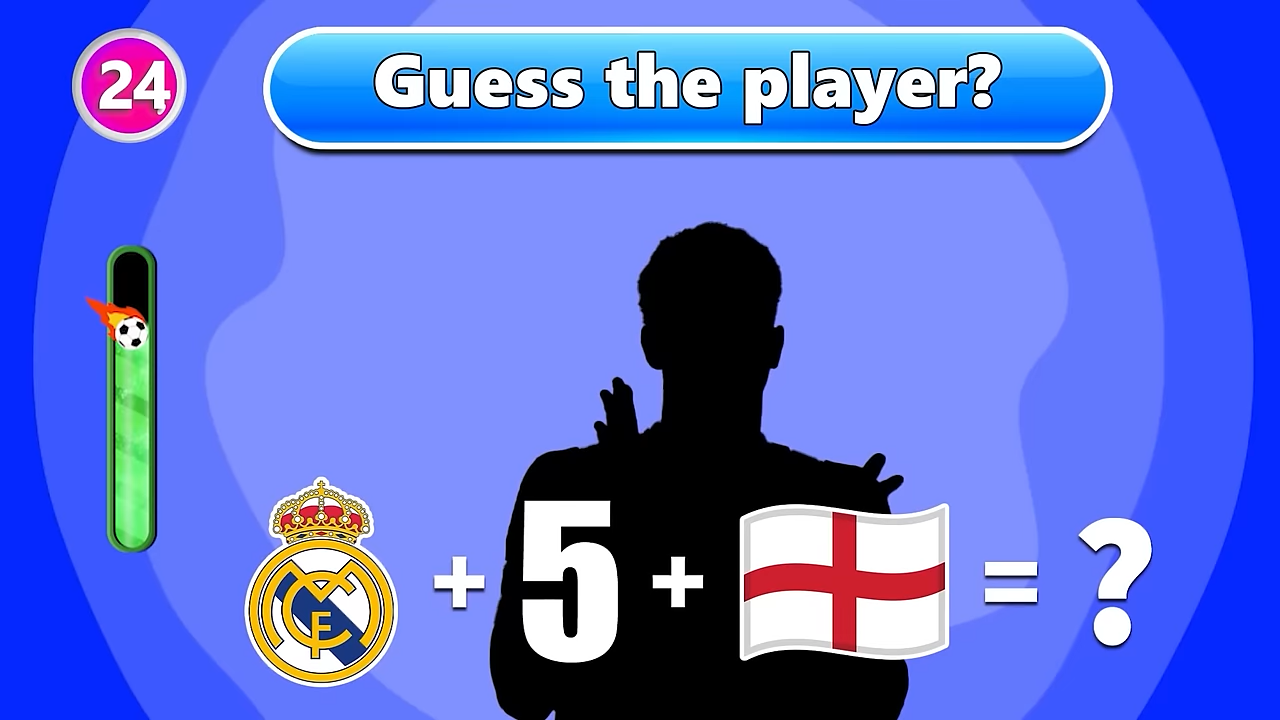 24
Guess the player?
+ 5 + = ?